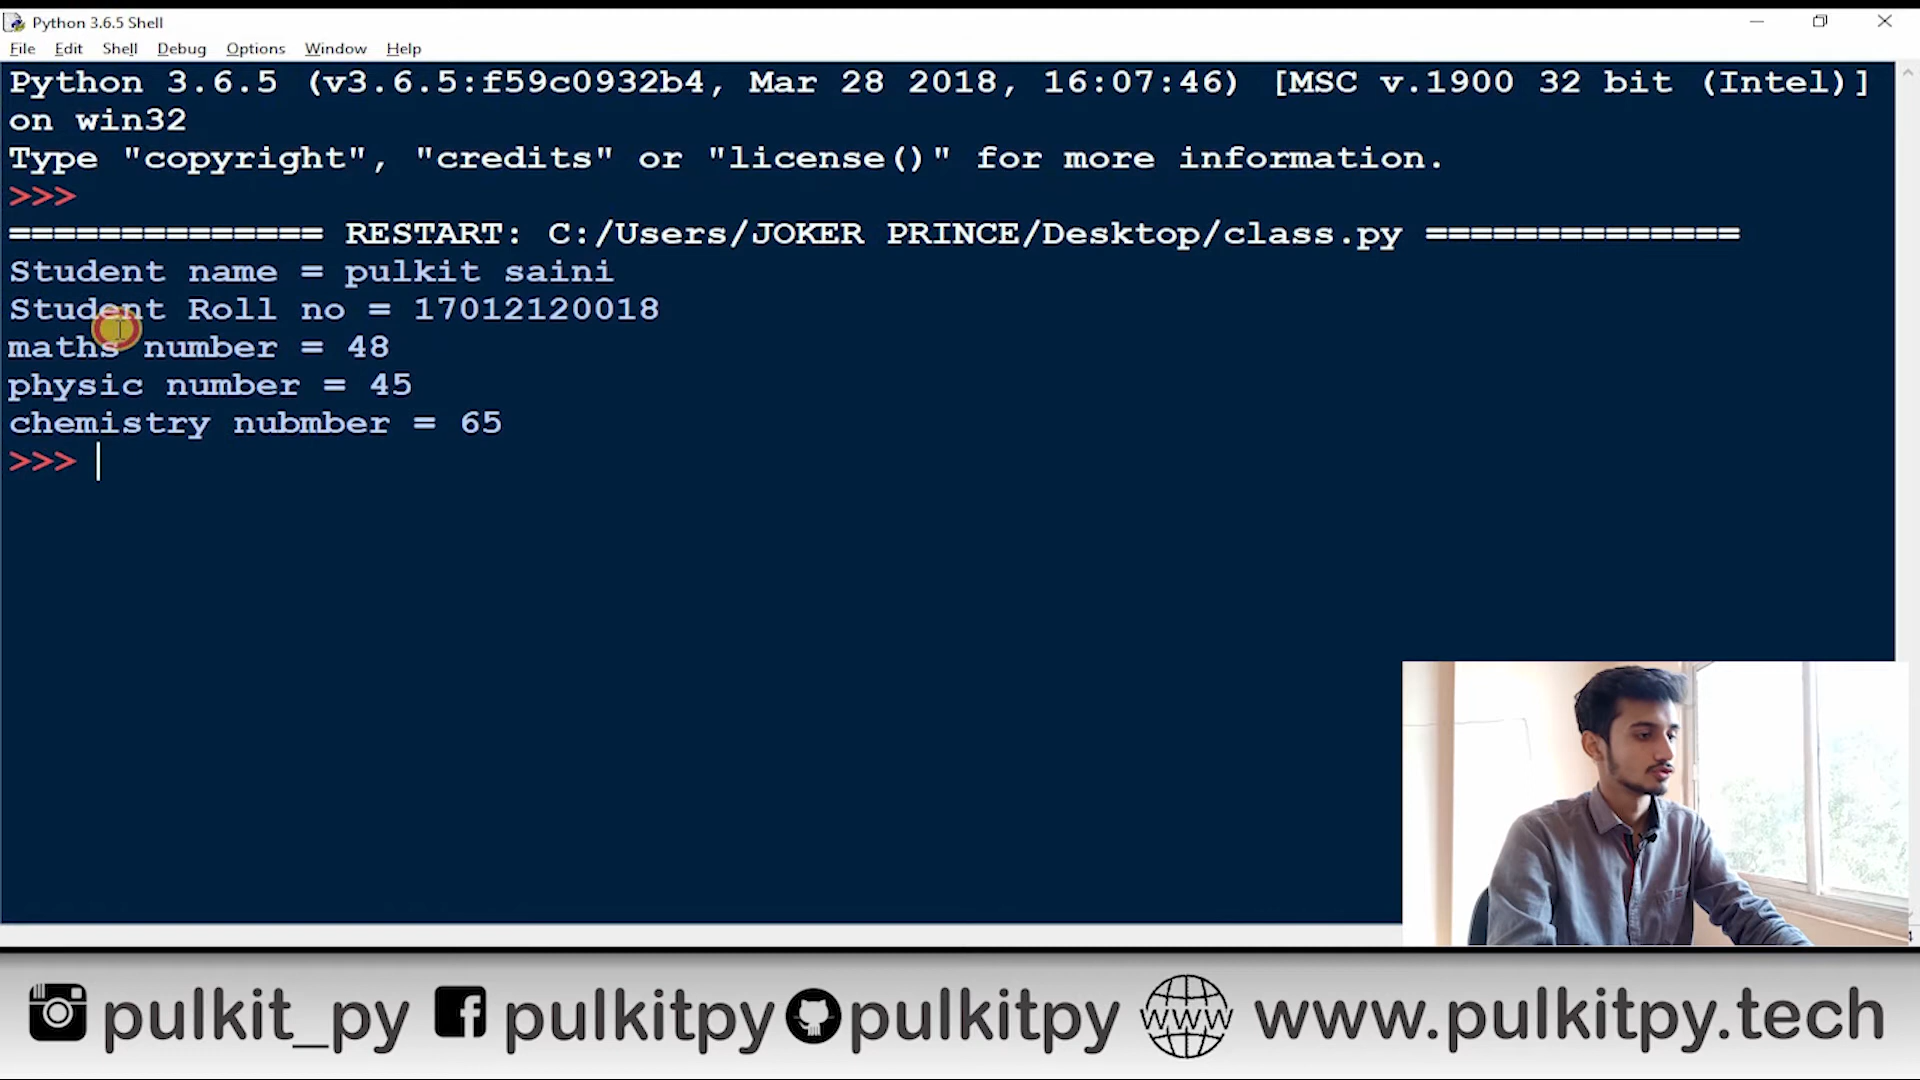 Python 3.6.5 Shell
File Edit Shell Debug Options Window Help
Python 3.6.5 (v3.6.5:f59c0932b4, Mar 28 2018, 16:07:46) [MSC v.1900 32 bit (Intel)]
on win32
Type "copyright", "credits" or "license()" for more information.
>>>
============== RESTART: C:/Users/JOKER PRINCE/Desktop/class.py ==============
Student name = pulkit saini
Student Roll no = 17012120018
maths number = 48
physic number = 45
chemistry nubmber = 65
>>>
pulkit_py pulkitpy pulkitpy www www.pulkitpy.tech